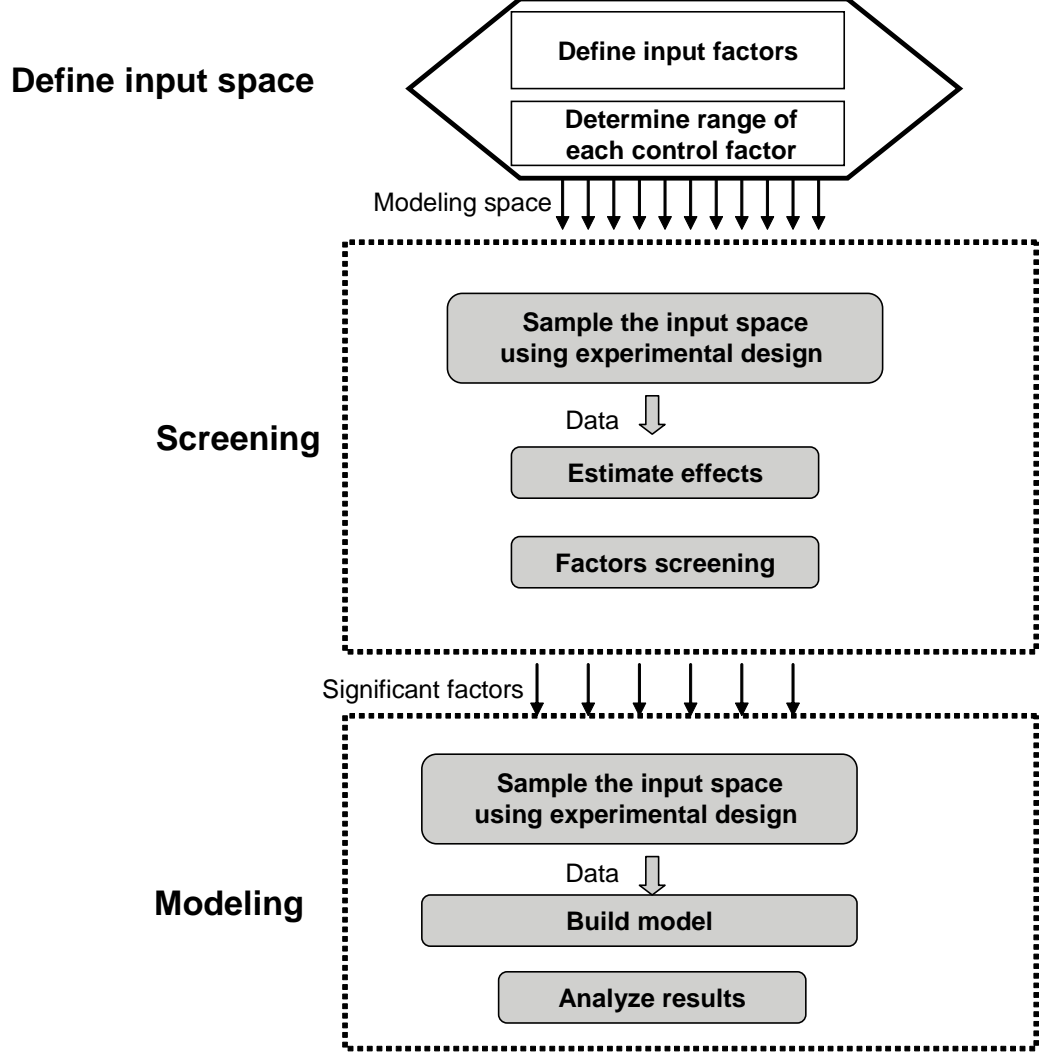 Define input space
Define input factors
Determine range of
each control factor
Modeling space
Screening
Sample the input space
using experimental design
Data
Estimate effects
Factors screening
Significant factors
Modeling
Sample the input space
using experimental design
Data
Build model
Analyze results